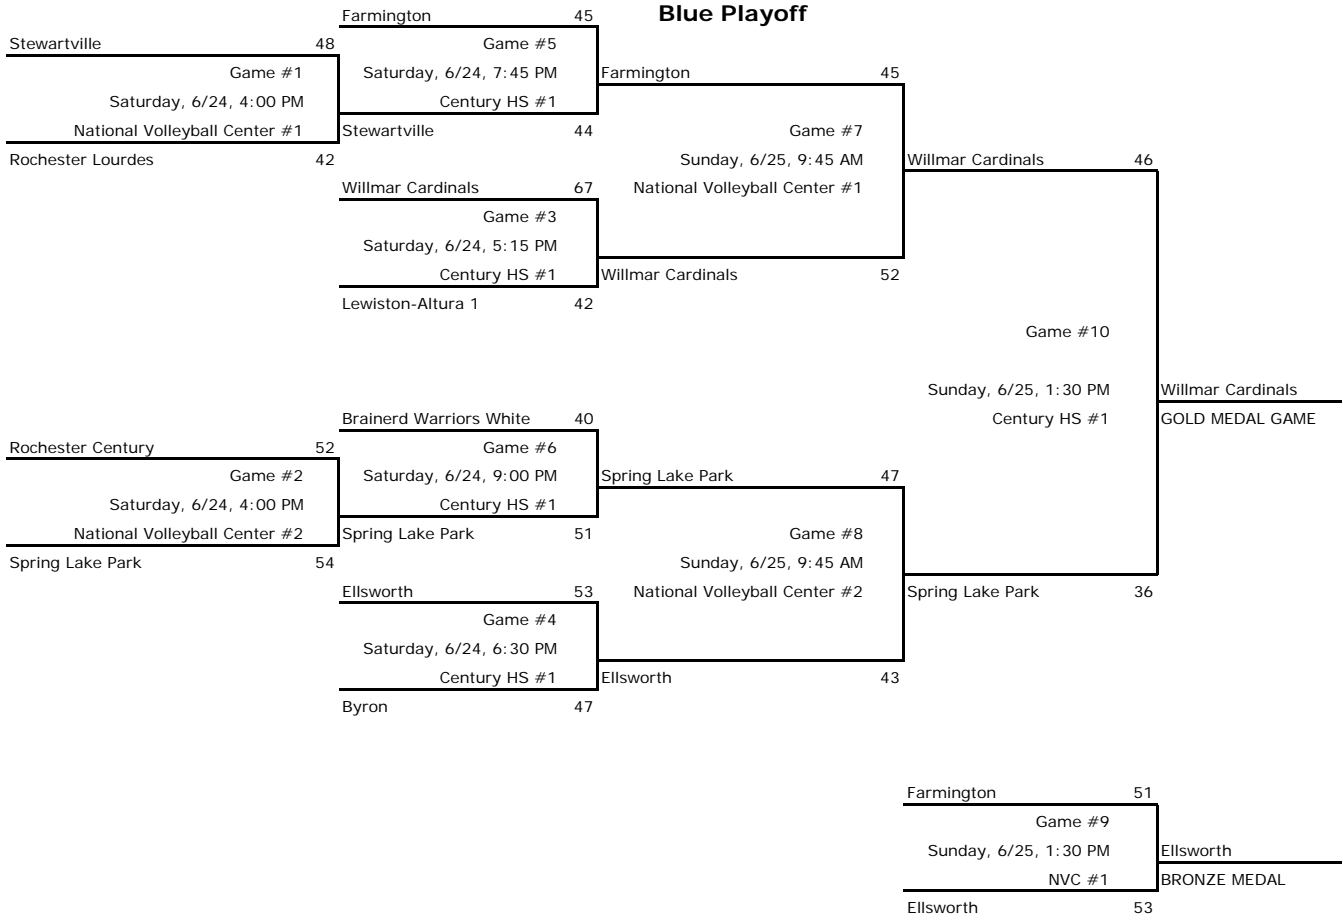 Blue Playoff
Farmington 45
Stewartville 48
Game #5
Game #1
Saturday, 6/24, 7:45 PM
Farmington 45
Saturday, 6/24, 4:00 PM
Century HS #1
National Volleyball Center #1
Stewartville 44
Game #7
Rochester Lourdes 42
Sunday, 6/25, 9:45 AM
Willmar Cardinals 46
Willmar Cardinals 67
National Volleyball Center #1
Game #3
Saturday, 6/24, 5:15 PM
Century HS #1
Willmar Cardinals 52
Lewiston-Altura 1 42
Game #10
Sunday, 6/25, 1:30 PM
Willmar Cardinals
Brainerd Warriors White 40
Century HS #1
GOLD MEDAL GAME
Rochester Century 52
Game #6
Game #2
Saturday, 6/24, 9:00 PM
Spring Lake Park 47
Saturday, 6/24, 4:00 PM
Century HS #1
National Volleyball Center #2
Spring Lake Park 51
Game #8
Spring Lake Park 54
Sunday, 6/25, 9:45 AM
Ellsworth 53
National Volleyball Center #2
Spring Lake Park 36
Game #4
Saturday, 6/24, 6:30 PM
Century HS #1
Ellsworth 43
Byron 47
Farmington 51
Game #9
Sunday, 6/25, 1:30 PM
Ellsworth
NVC #1
BRONZE MEDAL
Ellsworth 53